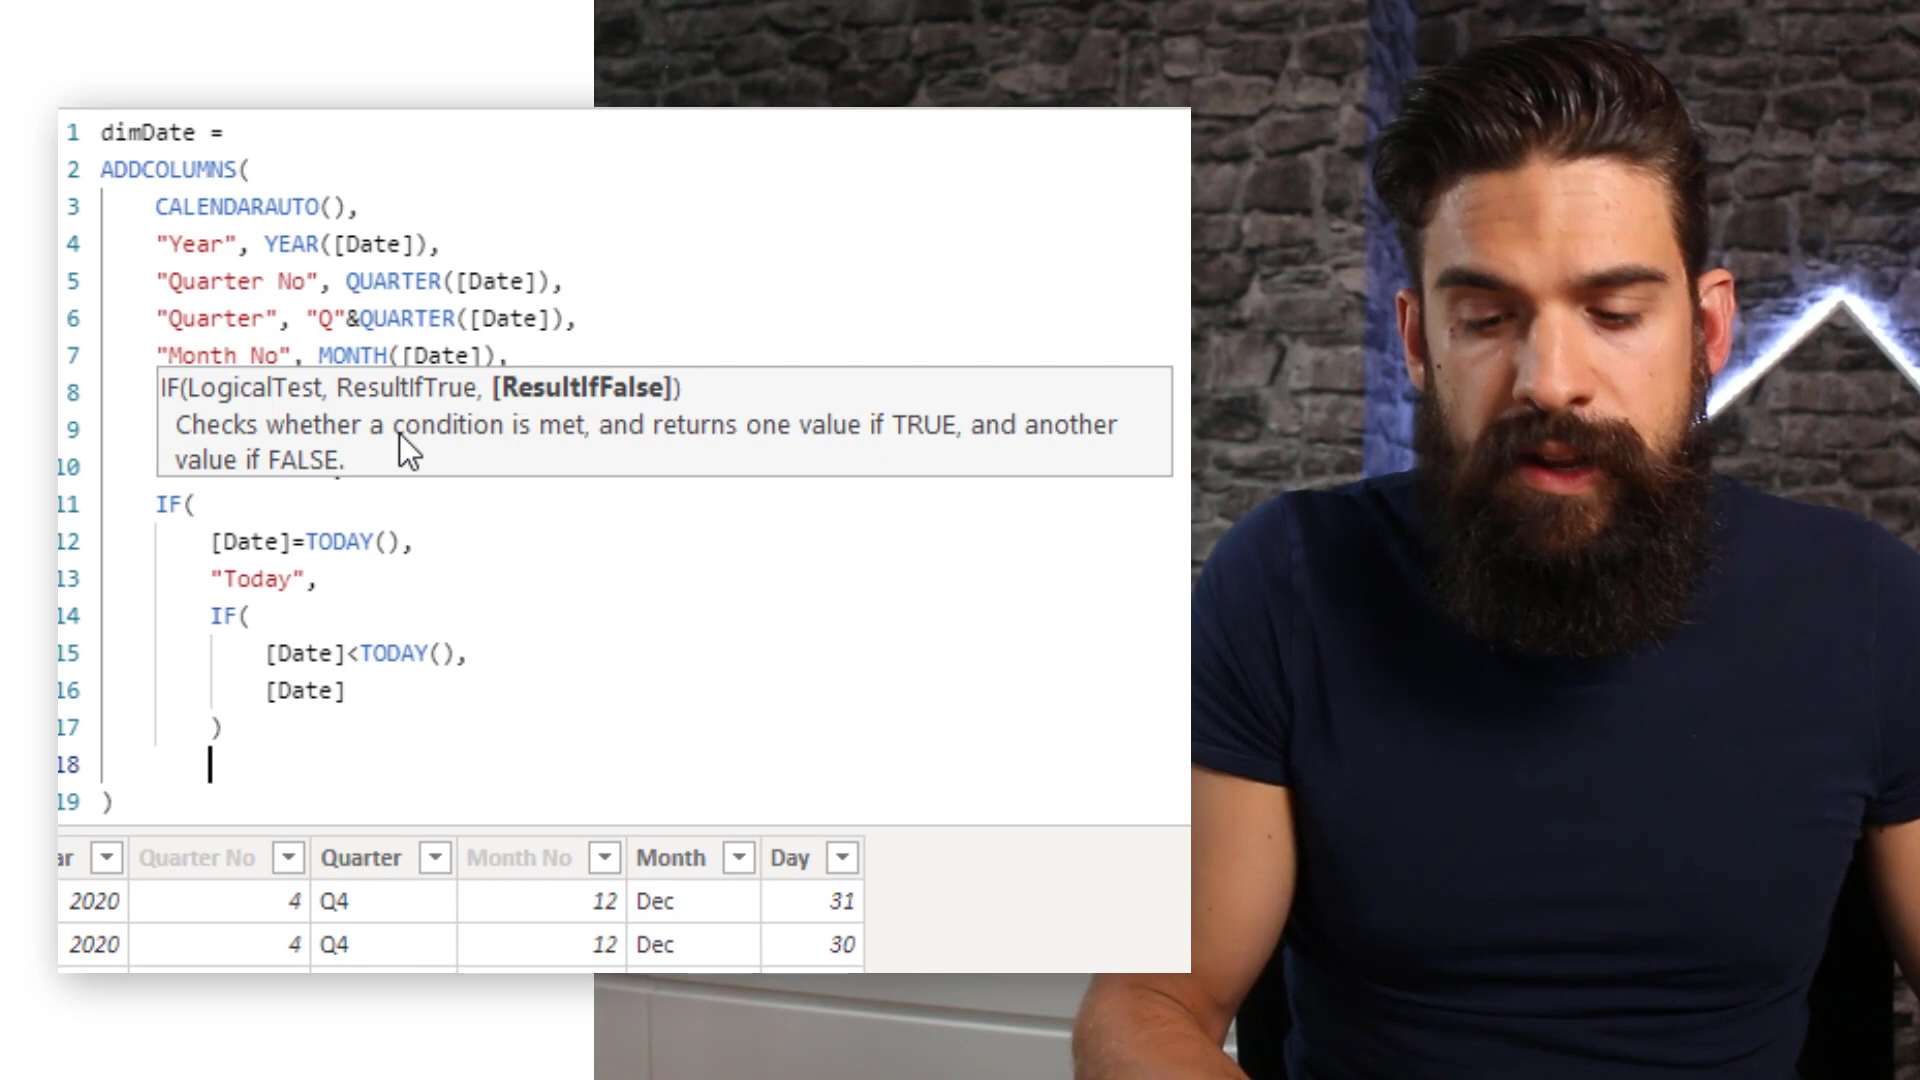 1 dimDate =
2 ADDCOLUMNS(
3 CALENDARAUTO(),
4 "Year", YEAR([Date]),
5 "Quarter No", QUARTER([Date]),
6 "Quarter", "Q"&QUARTER([Date]),
7 "Month No", MONTH([Date]),
8
9
10
IF(LogicalTest, ResultIfTrue, [ResultIfFalse])
Checks whether a condition is met, and returns one value if TRUE, and another
value if FALSE.
11 IF(
12 [Date]=TODAY(),
13 "Today",
14 IF(
15 [Date]<TODAY(),
16 [Date]
17 )
18
19 )
ar Quarter No Quarter Month No Month Day
2020 4 Q4 12 Dec 31
2020 4 Q4 12 Dec 30